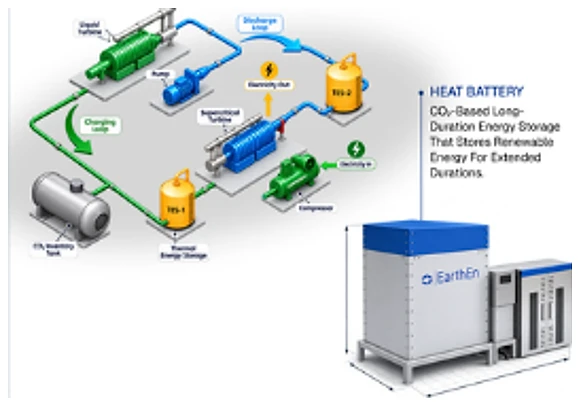 Liquid
Turbine
Discharge
Loop
Pump
Electricity Out
TES-2
Supercritical
Turbine
Charging
Loop
Electricity In
Compressor
TES-1
CO₂ Inventory
Tank
Thermal
Energy Storage
HEAT BATTERY
CO₂-Based Long-
Duration Energy Storage
That Stores Renewable
Energy For Extended
Durations.
EarthEn